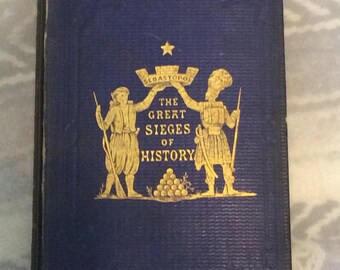 SEBASTOPOL
THE
GREAT
SIEGES
OF
HISTORY